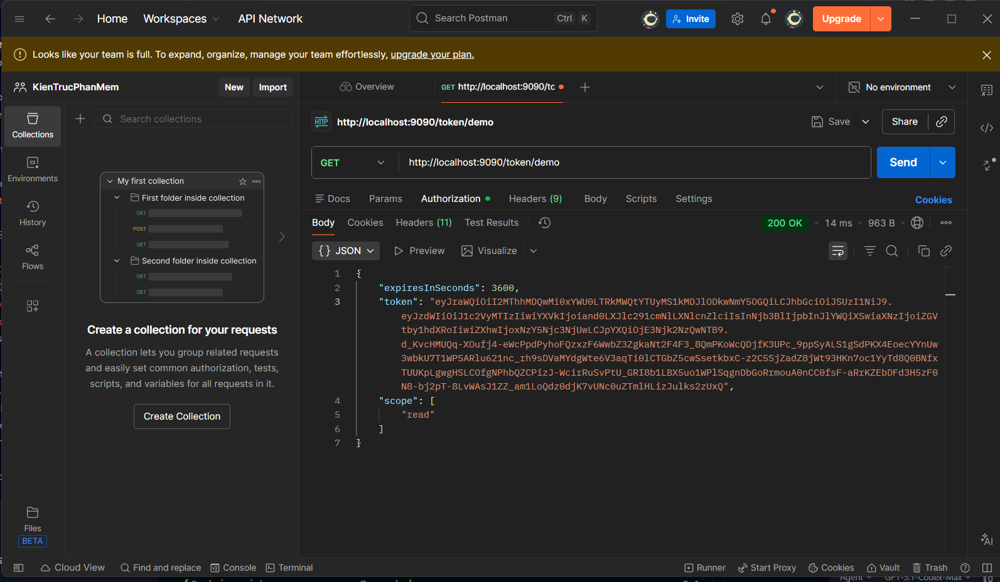 Home
Workspaces
API Network
Search Postman
Ctrl K
Invite
Upgrade
Looks like your team is full. To expand, organize, manage your team effortlessly, upgrade your plan.
KienTrucPhanMem
New
Import
Overview
GET http://localhost:9090/to
No environment
Collections
Search collections
HTTP http://localhost:9090/token/demo
Save
Share
Environments
GET
http://localhost:9090/token/demo
Send
My first collection
First folder inside collection
GET
POST
GET
Second folder inside collection
GET
GET
Docs
Params
Authorization
Headers (9)
Body
Scripts
Settings
Cookies
History
Body
Cookies
Headers (11)
Test Results
200 OK
14 ms
963 B
Flows
{} JSON
Preview
Visualize
1 {
2 "expiresInSeconds": 3600,
3 "token": "eyJraWQiOiI2MThhMDQwMi0xYWU0LTRkMWQtYTUyMS1kMDJlODkwNmY5OGQiLCJhbGciOiJSUzI1NiJ9.
eyJzdWIiOiJ1c2VyMTIzIiwiYXVkIjoiand0LXJlc291cmNlLXNlcnZlciIsInNjb3BlIjpbInJlYWQiXSwiaXNzIjoiZGV
tby1hdXRoIiwiZXhwIjoxNzY5Njc3NjUwLCJpYXQiOjE3Njk2NzQwNTB9.
d_KvcHMUQq-XOufj4-eWcPpdPyhoFQzxzF6WwbZ3ZgkaNt2F4F3_8QmPKoWcQDjfK3UPc_9ppSyALS1gSdPKX4EoecYYnUw
3wbkU7T1WPSARlu621nc_rh9sDVaMYdgWte6V3aqTi0lCTGbZ5cwSsetkbxC-z2C5SjZadZ8jWt93HKn7oc1YyTd8Q0BNfx
TUUKpLgwgHSLCOfgNPhbQZCPizJ-WcirRuSvPtU_GRI8b1LBX5uo1WPlSqgnDbGoRrmouA0nCC0fsF-aRrKZEbDFd3H5zF0
N8-bj2pT-8LvWAsJ1ZZ_am1LoQdz0djK7vUNc0uZTmlHLizJulks2zUxQ",
4 "scope": [
5 "read"
6 ]
7 }
Create a collection for your requests
A collection lets you group related requests
and easily set common authorization, tests,
scripts, and variables for all requests in it.
Create Collection
Files
BETA
AI
Cloud View
Find and replace
Console
Terminal
Runner
Start Proxy
Cookies
Vault
Trash